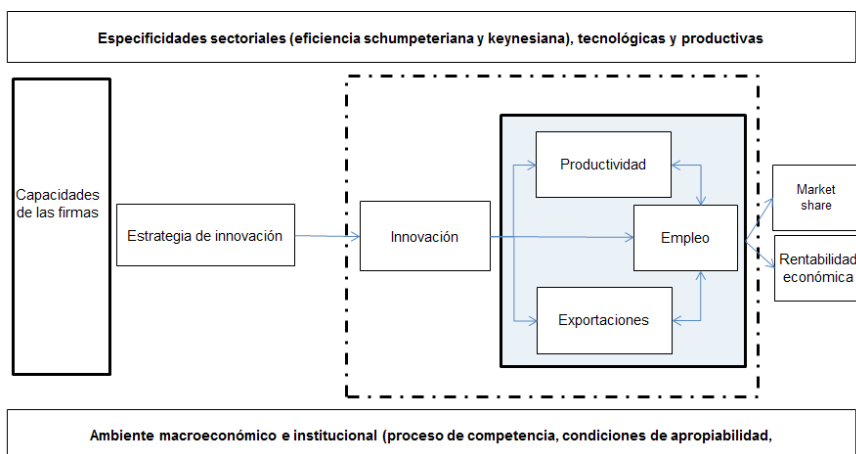 Especificidades sectoriales (eficiencia schumpeteriana y keynesiana), tecnológicas y productivas
Capacidades
de las firmas
Estrategia de innovación
Innovación
Productividad
Empleo
Exportaciones
Market
share
Rentabilidad
económica
Ambiente macroeconómico e institucional (proceso de competencia, condiciones de apropiabilidad,